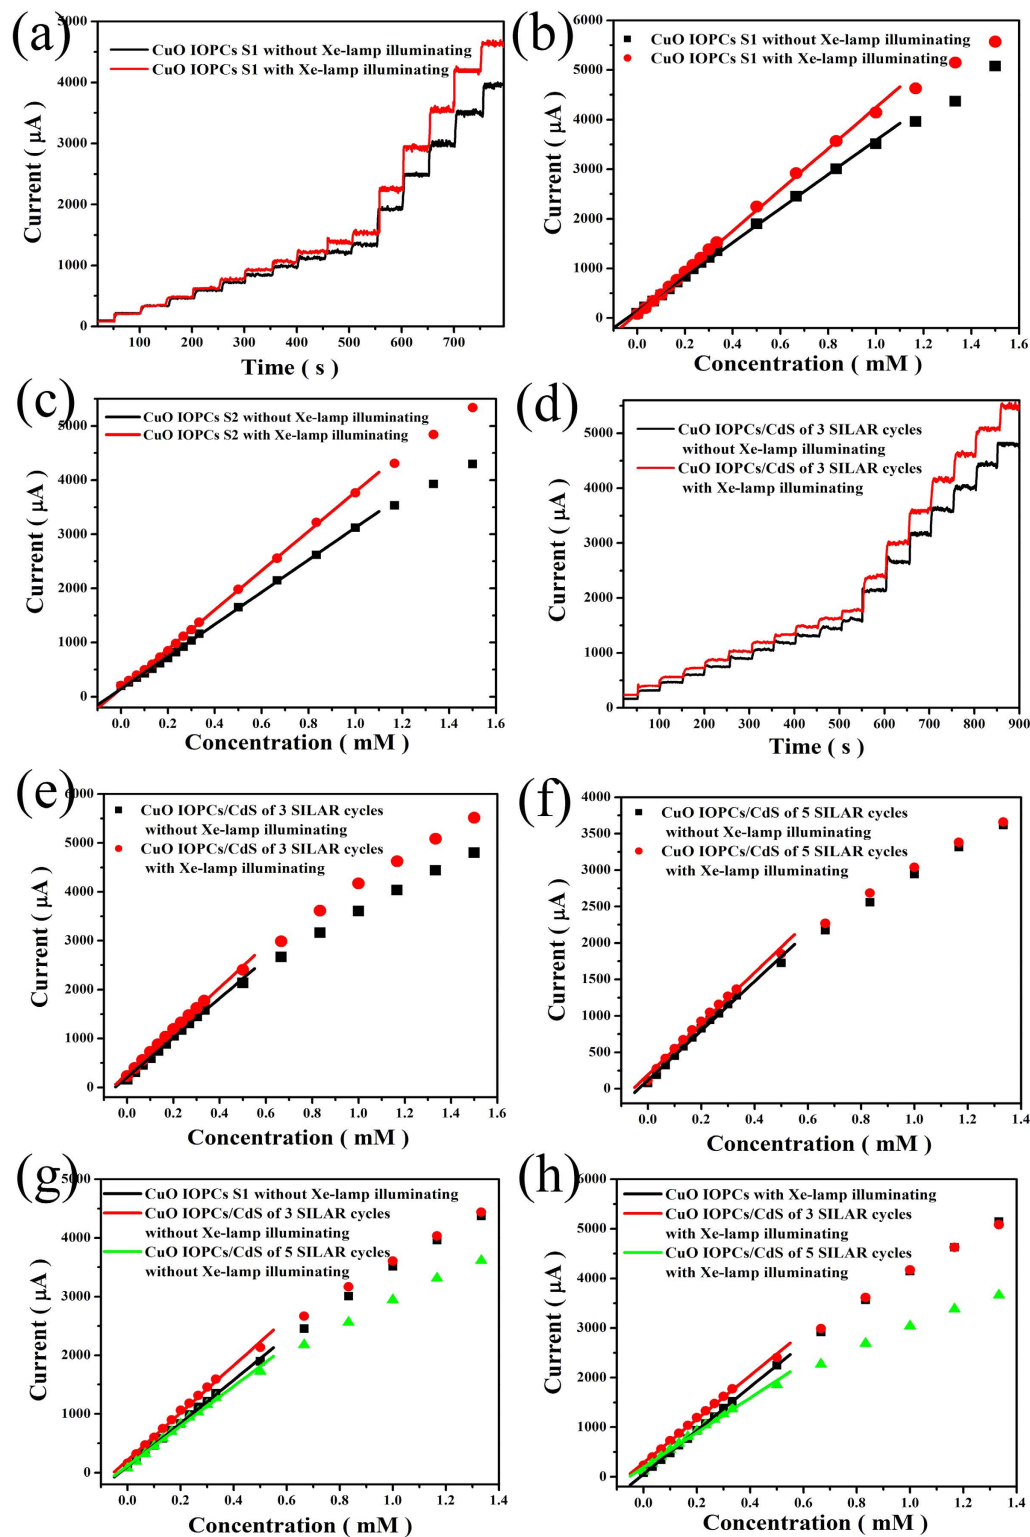 (a)
5000
4000
3000
2000
1000
0
Current ( μA )
CuO IOPCs S1 without Xe-lamp illuminating
CuO IOPCs S1 with Xe-lamp illuminating
100 200 300 400 500 600 700
Time ( s )
(b)
6000
5000
4000
3000
2000
1000
0
Current ( μA )
CuO IOPCs S1 without Xe-lamp illuminating
CuO IOPCs S1 with Xe-lamp illuminating
0.0 0.2 0.4 0.6 0.8 1.0 1.2 1.4 1.6
Concentration ( mM )
(c)
5000
4000
3000
2000
1000
0
Current ( μA )
CuO IOPCs S2 without Xe-lamp illuminating
CuO IOPCs S2 with Xe-lamp illuminating
0.0 0.2 0.4 0.6 0.8 1.0 1.2 1.4 1.6
Concentration ( mM )
(d)
5000
4000
3000
2000
1000
0
Current ( μA )
CuO IOPCs/CdS of 3 SILAR cycles
without Xe-lamp illuminating
CuO IOPCs/CdS of 3 SILAR cycles
with Xe-lamp illuminating
100 200 300 400 500 600 700 800 900
Time ( s )
(e)
6000
5000
4000
3000
2000
1000
0
Current ( μA )
CuO IOPCs/CdS of 3 SILAR cycles
without Xe-lamp illuminating
CuO IOPCs/CdS of 3 SILAR cycles
with Xe-lamp illuminating
0.0 0.2 0.4 0.6 0.8 1.0 1.2 1.4 1.6
Concentration ( mM )
(f)
4000
3500
3000
2500
2000
1500
1000
500
0
Current ( μA )
CuO IOPCs/CdS of 5 SILAR cycles
without Xe-lamp illuminating
CuO IOPCs/CdS of 5 SILAR cycles
with Xe-lamp illuminating
0.0 0.2 0.4 0.6 0.8 1.0 1.2 1.4
Concentration ( mM )
(g)
5000
4000
3000
2000
1000
0
Current ( μA )
CuO IOPCs S1 without Xe-lamp illuminating
CuO IOPCs/CdS of 3 SILAR cycles
without Xe-lamp illuminating
CuO IOPCs/CdS of 5 SILAR cycles
without Xe-lamp illuminating
0.0 0.2 0.4 0.6 0.8 1.0 1.2 1.4
Concentration ( mM )
(h)
6000
5000
4000
3000
2000
1000
0
Current ( μA )
CuO IOPCs with Xe-lamp illuminating
CuO IOPCs/CdS of 3 SILAR cycles
with Xe-lamp illuminating
CuO IOPCs/CdS of 5 SILAR cycles
with Xe-lamp illuminating
0.0 0.2 0.4 0.6 0.8 1.0 1.2 1.4
Concentration ( mM )